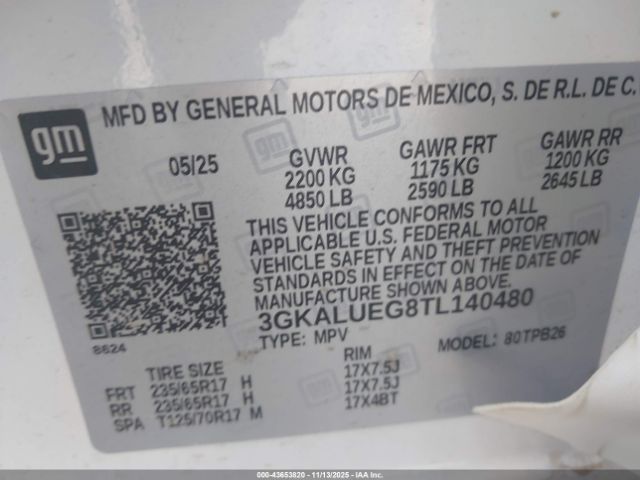 gm
MFD BY GENERAL MOTORS DE MEXICO, S. DE R.L. DE C.
05/25 GVWR GAWR FRT GAWR RR
2200 KG 1175 KG 1200 KG
4850 LB 2590 LB 2645 LB
THIS VEHICLE CONFORMS TO ALL
APPLICABLE U.S. FEDERAL MOTOR
VEHICLE SAFETY AND THEFT PREVENTION
STANDARDS IN EFFECT ON THE DATE OF
MANUFACTURE SHOWN ABOVE.
3GKALUEG8TL140480
8624 TYPE: MPV MODEL: 80TPB26
TIRE SIZE RIM
FRT 235/65R17 H 17X7.5J
RR 235/65R17 H 17X7.5J
SPA T125/70R17 M 17X4BT
000-43653820 - 11/13/2025 - IAAI, Inc.